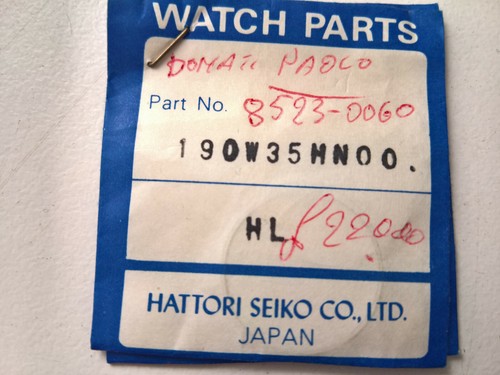 WATCH PARTS
DONATI PAOLO
Part No. 8523-0060
190W35HN00.
HL £22000
HATTORI SEIKO CO., LTD.
JAPAN